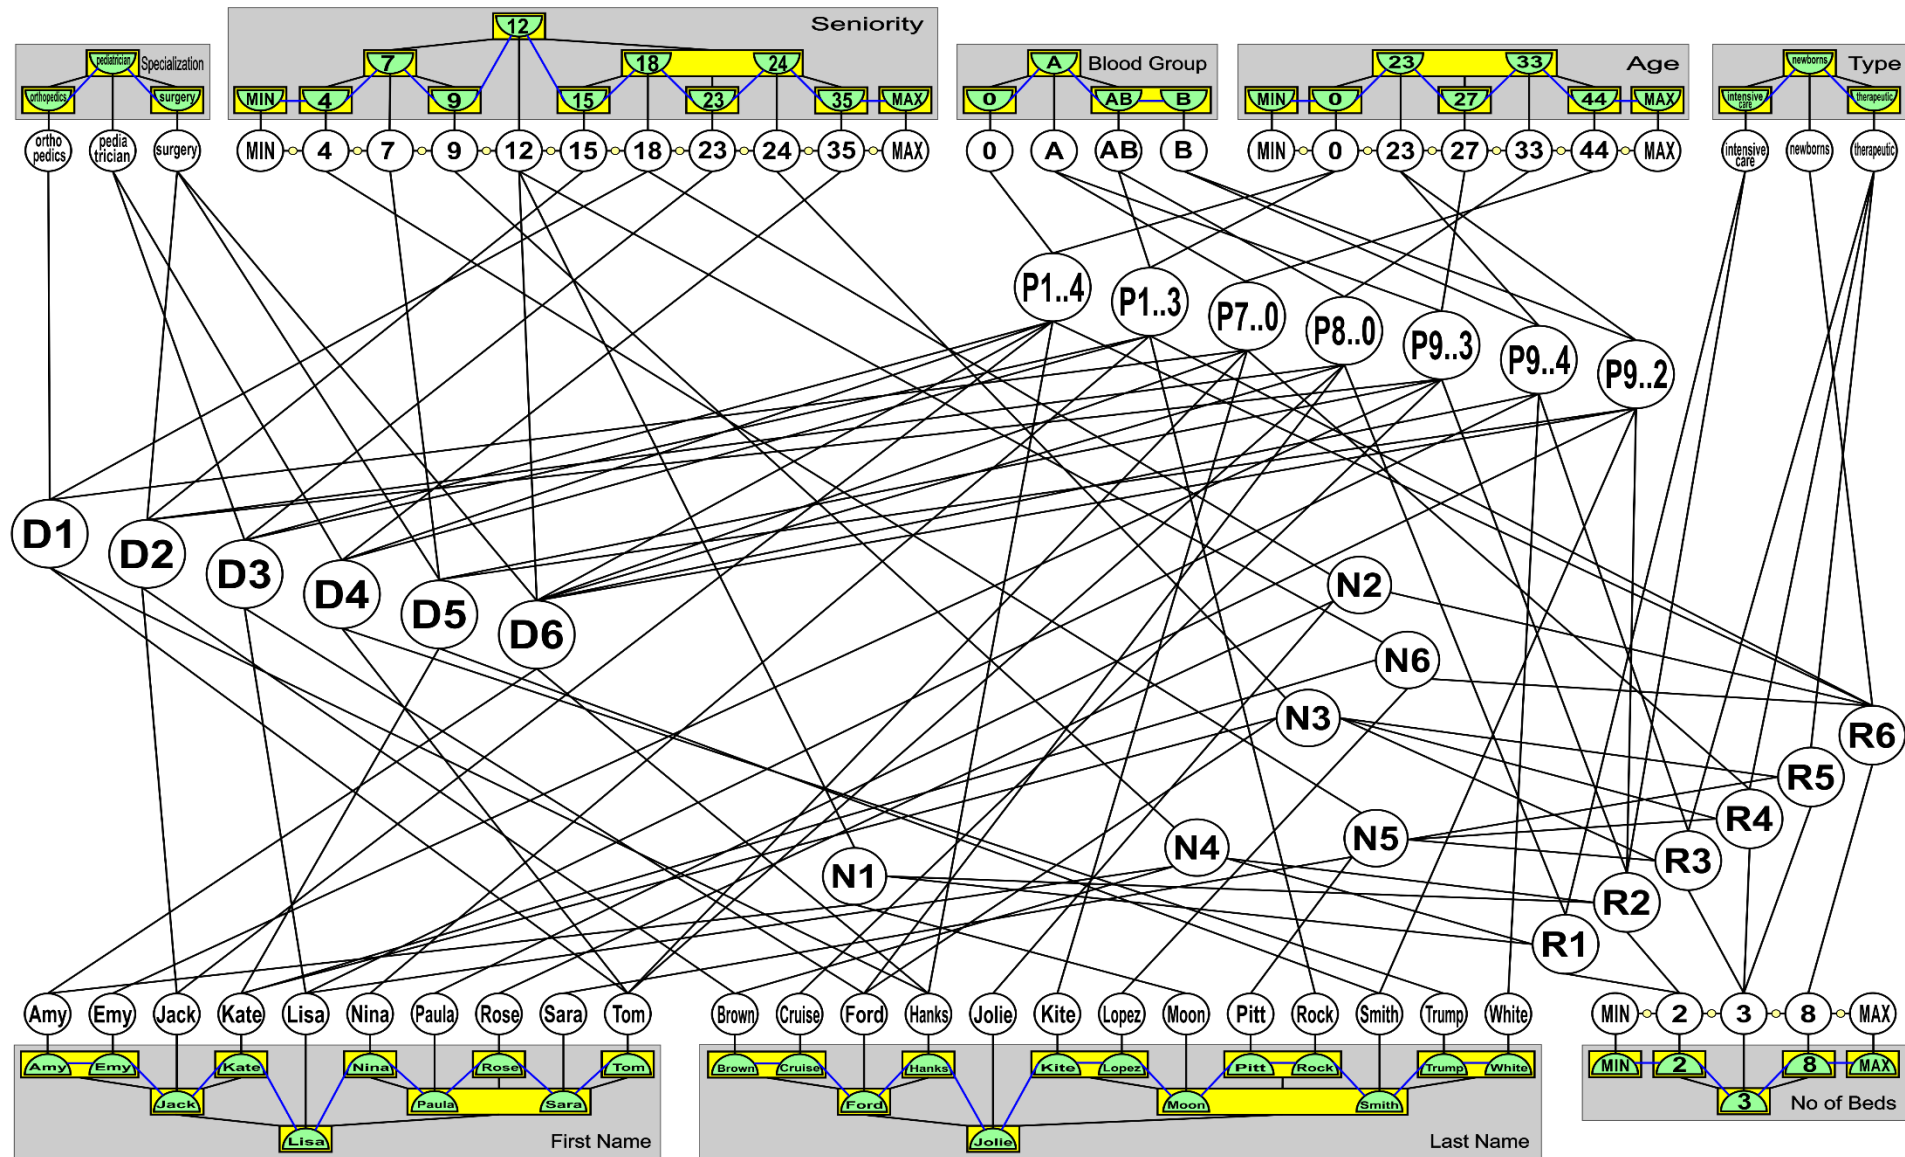 12 Seniority
pediatrician Specialization
7 18 24
A Blood Group
23 33 Age
newborns Type
orthopedics surgery
MIN 4 9 15 23 35 MAX
0 AB B
MIN 0 27 44 MAX
intensive care therapeutic
ortho pedics pedia trician surgery
MIN 4 7 9 12 15 18 23 24 35 MAX
0 A AB B
MIN 0 23 27 33 44 MAX
intensive care newborns therapeutic
P1..4 P1..3 P7..0 P8..0 P9..3 P9..4 P9..2
D1 D2 D3 D4 D5 D6
N2
N6
N3
R6
R5
R4
N5
N4
R3
N1
R2
R1
Amy Emy Jack Kate Lisa Nina Paula Rose Sara Tom
Brown Cruise Ford Hanks Jolie Kite Lopez Moon Pitt Rock Smith Trump White
MIN 2 3 8 MAX
Amy Emy Kate Nina Rose Tom
Brown Cruise Hanks Kite Lopez Pitt Rock Trump White
MIN 2 8 MAX
Jack Paula Sara
Ford Moon Smith
3 No of Beds
Lisa First Name
Jolie Last Name